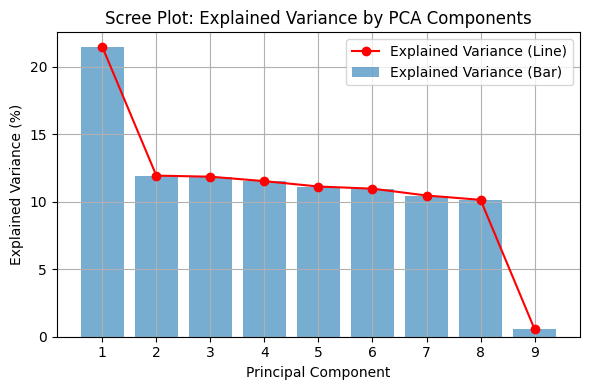 Scree Plot: Explained Variance by PCA Components
Explained Variance (Line)
Explained Variance (Bar)
Explained Variance (%)
20
15
10
5
0
1 2 3 4 5 6 7 8 9
Principal Component